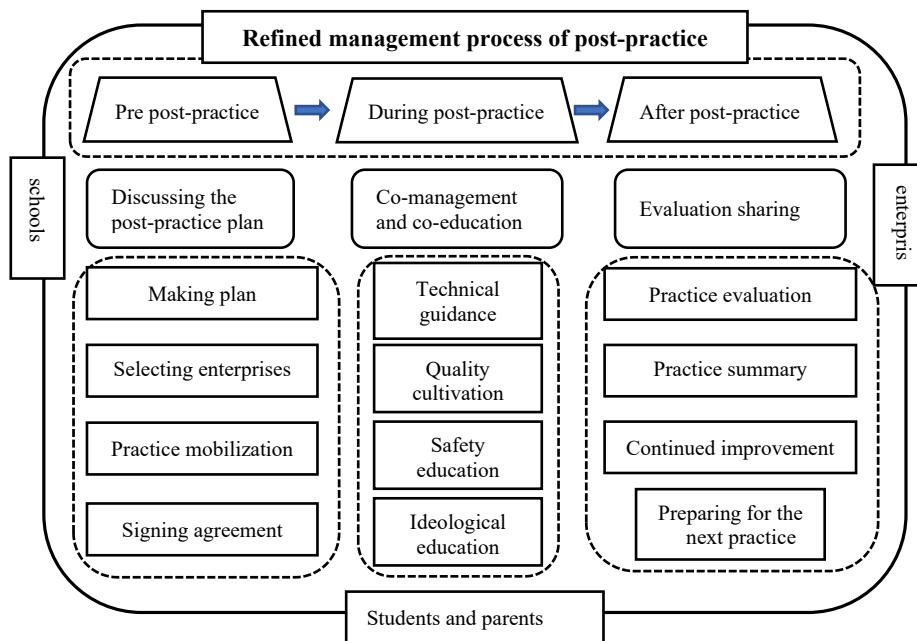 Refined management process of post-practice
Pre post-practice
During post-practice
After post-practice
schools
enterpris
Discussing the
post-practice plan
Co-management
and co-education
Evaluation sharing
Making plan
Selecting enterprises
Practice mobilization
Signing agreement
Technical
guidance
Quality
cultivation
Safety
education
Ideological
education
Practice evaluation
Practice summary
Continued improvement
Preparing for the
next practice
Students and parents